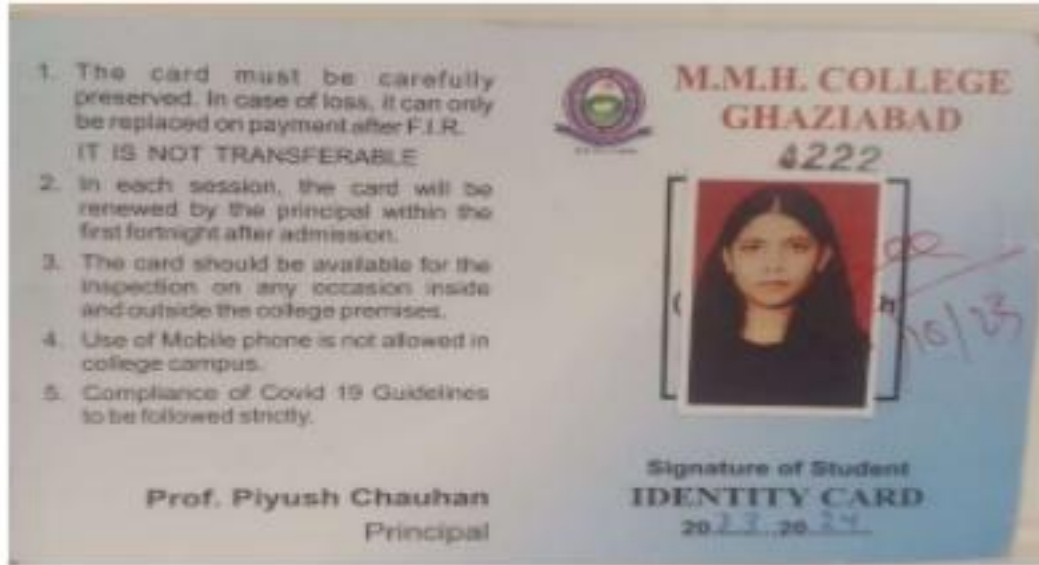 1. The card must be carefully
preserved. In case of loss, it can only
be replaced on payment after F.I.R.
IT IS NOT TRANSFERABLE
2. In each session, the card will be
renewed by the principal within the
first fortnight after admission.
3. The card should be available for the
Inspection on any occasion inside
and outside the college premises.
4. Use of Mobile phone is not allowed in
college campus.
5. Compliance of Covid 19 Guidelines
to be followed strictly.
Prof. Piyush Chauhan
Principal
M.M.H. COLLEGE
GHAZIABAD
222
10/23
Signature of Student
IDENTITY CARD
2023.2024